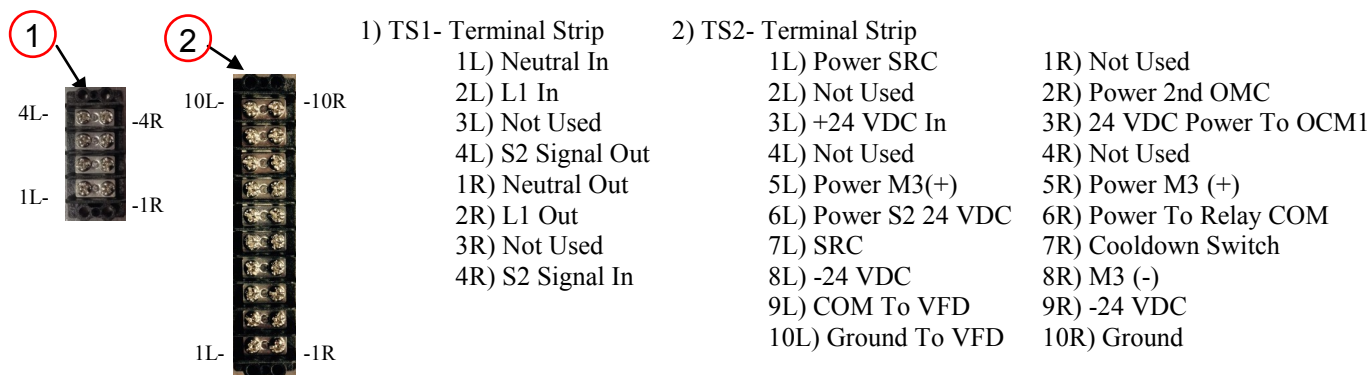 1
2
4L-
-4R
1L-
-1R
10L-
-10R
1L-
-1R
1) TS1- Terminal Strip
1L) Neutral In
2L) L1 In
3L) Not Used
4L) S2 Signal Out
1R) Neutral Out
2R) L1 Out
3R) Not Used
4R) S2 Signal In
2) TS2- Terminal Strip
1L) Power SRC
2L) Not Used
3L) +24 VDC In
4L) Not Used
5L) Power M3(+)
6L) Power S2 24 VDC
7L) SRC
8L) -24 VDC
9L) COM To VFD
10L) Ground To VFD
1R) Not Used
2R) Power 2nd OMC
3R) 24 VDC Power To OCM1
4R) Not Used
5R) Power M3 (+)
6R) Power To Relay COM
7R) Cooldown Switch
8R) M3 (-)
9R) -24 VDC
10R) Ground